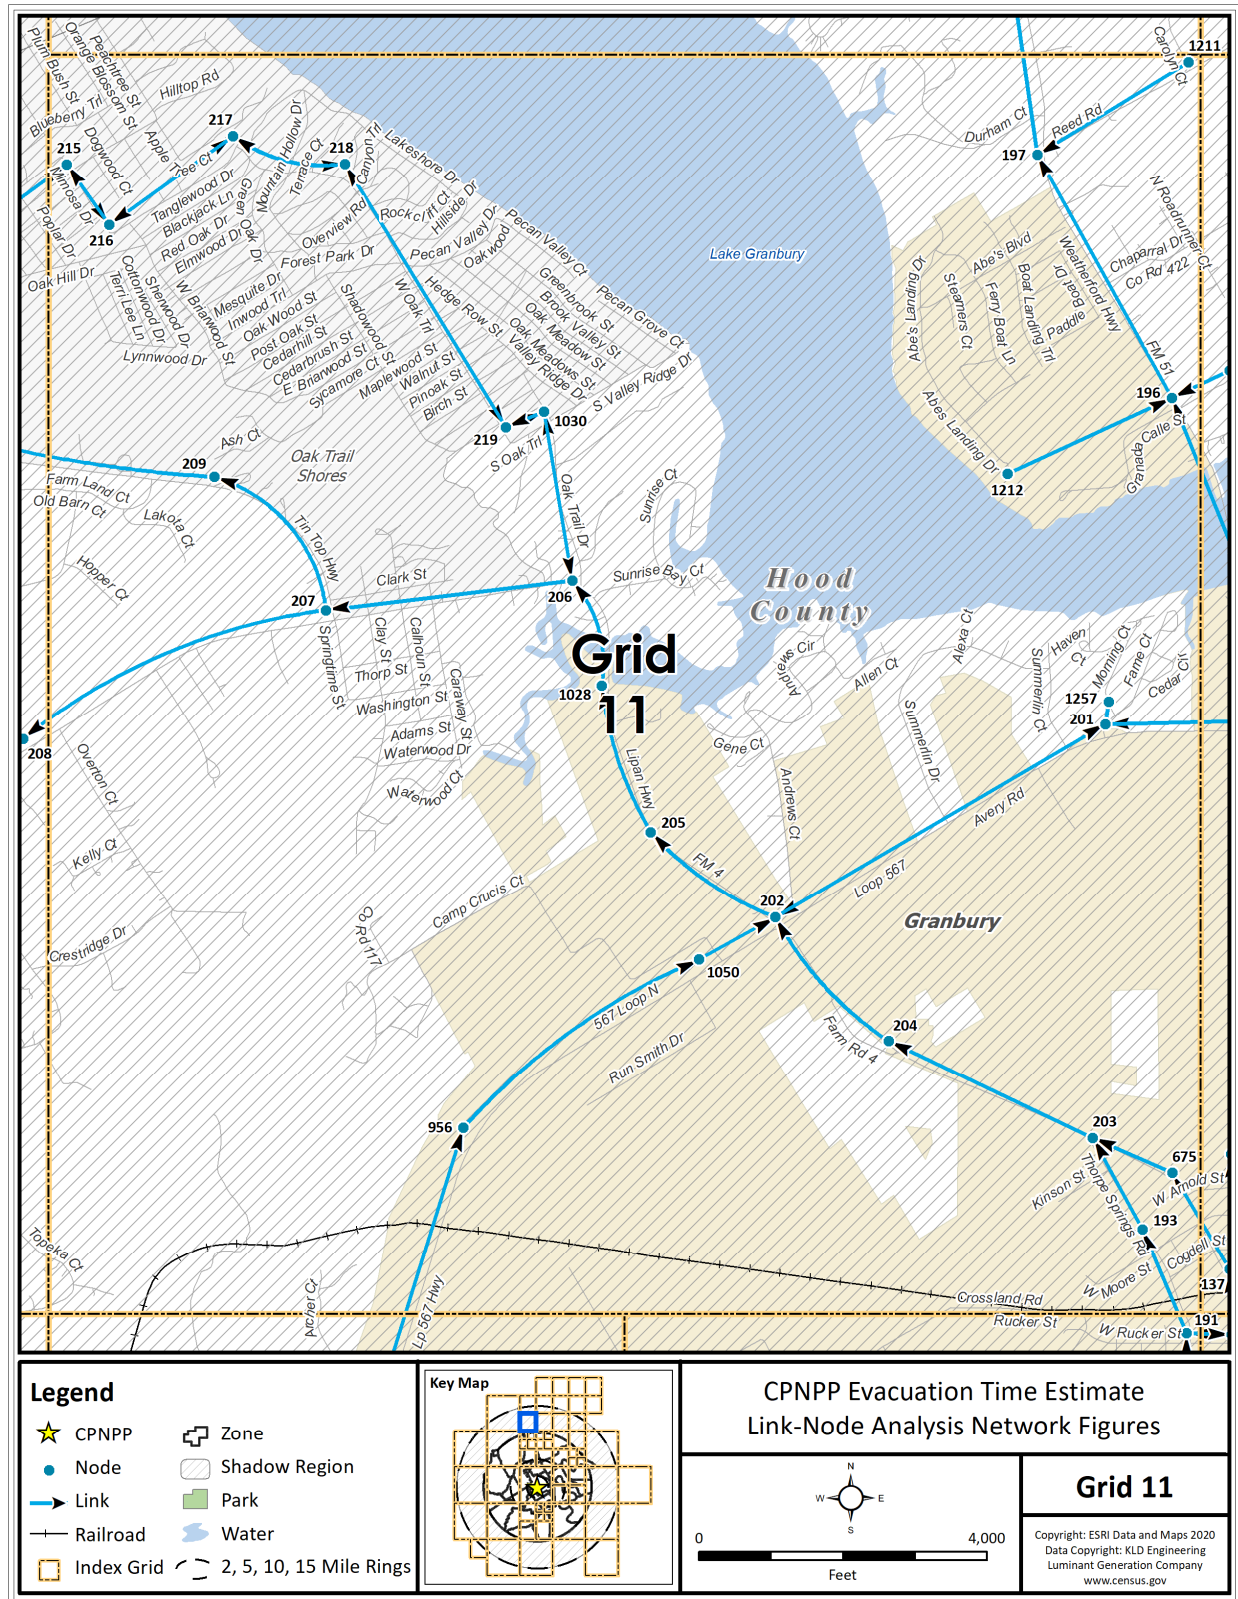 Plum Bush St
Orange Blossom St
Peachtree St
Hilltop Rd
Blueberry Trl
Dogwood Ct
Apple Tree Ct
217
218
215
216
Mimosa Dr
Poplar Dr
Oak Hill Dr
Mountain Hollow Dr
Terrace Ct
Canyon Trl
Lakeshore Dr
Tanglewood Dr
Blackjack Ln
Red Oak Dr
Elmwood Dr
Green Oak Dr
Overview Rd
Rockcliff Ct
Hillside Dr
Forest Park Dr
Pecan Valley Dr
Oakwood
Pecan Valley Ct
Pecan Grove Ct
Cottonwood Dr
Terri Lee Ln
Sherwood Dr
W Briarwood St
Lynnwood Dr
Mesquite Dr
Inwood Trl
Oak Wood St
Post Oak St
Cedarhill St
Cedarbrush St
E Briarwood St
Sycamore Ct
Shadowood St
Maplewood St
Walnut St
Pinoak St
Birch St
W Oak Trl
Hedge Row St
Greenbrook St
Brook Valley St
Oak Meadow St
Oak Meadows St
Valley Ridge Dr
S Valley Ridge Dr
219
1030
S Oak Trl
Oak Trail Dr
Lake Granbury
Carolyn Ct
1211
Durham Ct
Reed Rd
197
N Roadrunner Ct
Chaparral Dr
Co Rd 422
Weatherford Hwy
FM 51
Abe's Blvd
Abe's Landing Dr
Steamers Ct
Ferry Boat Ln
Boat Landing Trl
Paddle Boat Dr
196
Calle St
Granada
Abes Landing Dr
1212
Ash Ct
209
Oak Trail
Shores
Farm Land Ct
Old Barn Ct
Lakota Ct
Hopper Ct
Tin Top Hwy
Sunrise Ct
Sunrise Bay Ct
Clark St
206
207
Springtime St
Clay St
Calhoun St
Thorp St
Washington St
Caraway St
Adams St
Waterwood Dr
Waterwood Ct
208
Overton Ct
Kelly Ct
Crestridge Dr
Co Rd 117
Camp Crucis Ct
Hood
County
Grid
11
1028
Lipan Hwy
205
FM 4
Gene Ct
Andrews Cir
Andrews Ct
Allen Ct
Alexa Ct
Summerlin Dr
Summerlin Ct
Haven Ct
Morning Ct
Fame Ct
Cedar Cir
1257
201
Avery Rd
Loop 567
202
Granbury
1050
567 Loop N
Run Smith Dr
Farm Rd 4
204
956
203
675
Kinson St
Thorpe Springs Rd
W Arnold St
193
Cogdell St
W Moore St
137
Topeka Ct
Archer Ct
Lp 567 Hwy
Crossland Rd
Rucker St
W Rucker St
191
Legend
CPNPP
Node
Link
Railroad
Index Grid
Zone
Shadow Region
Park
Water
2, 5, 10, 15 Mile Rings
Key Map
CPNPP Evacuation Time Estimate
Link-Node Analysis Network Figures
N
W
E
S
0
4,000
Feet
Grid 11
Copyright: ESRI Data and Maps 2020
Data Copyright: KLD Engineering
Luminant Generation Company
www.census.gov